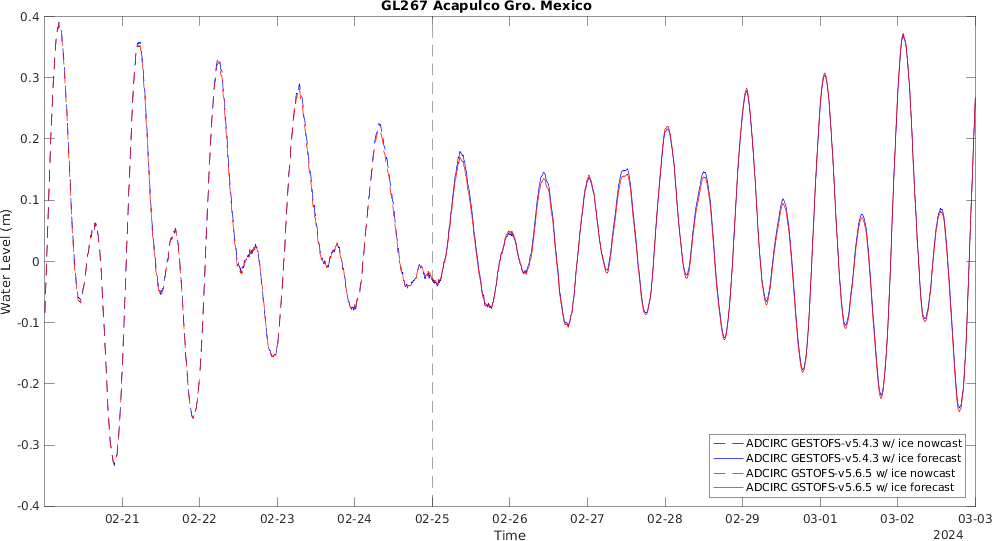 GL267 Acapulco Gro. Mexico
0.4
0.3
0.2
0.1
0
-0.1
-0.2
-0.3
-0.4
Water Level (m)
ADCIRC GESTOFS-v5.4.3 w/ ice nowcast
ADCIRC GESTOFS-v5.4.3 w/ ice forecast
ADCIRC GSTOFS-v5.6.5 w/ ice nowcast
ADCIRC GSTOFS-v5.6.5 w/ ice forecast
02-21 02-22 02-23 02-24 02-25 02-26 02-27 02-28 02-29 03-01 03-02 03-03
Time
2024